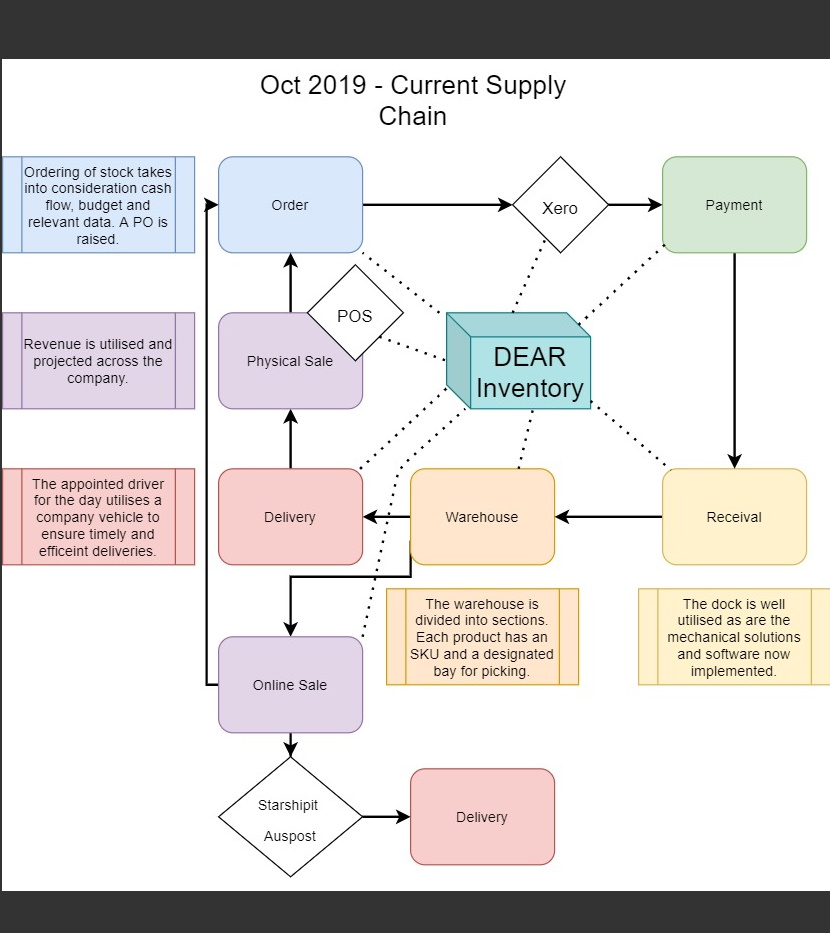 Oct 2019 - Current Supply
Chain
Ordering of stock takes
into consideration cash
flow, budget and
relevant data. A PO is
raised.
Order
Xero
Payment
Revenue is utilised and
projected across the
company.
Physical Sale
POS
DEAR
Inventory
The appointed driver
for the day utilises a
company vehicle to
ensure timely and
efficeint deliveries.
Delivery
Warehouse
Receival
The warehouse is
divided into sections.
Each product has an
SKU and a designated
bay for picking.
The dock is well
utilised as are the
mechanical solutions
and software now
implemented.
Online Sale
Starshipit
Auspost
Delivery